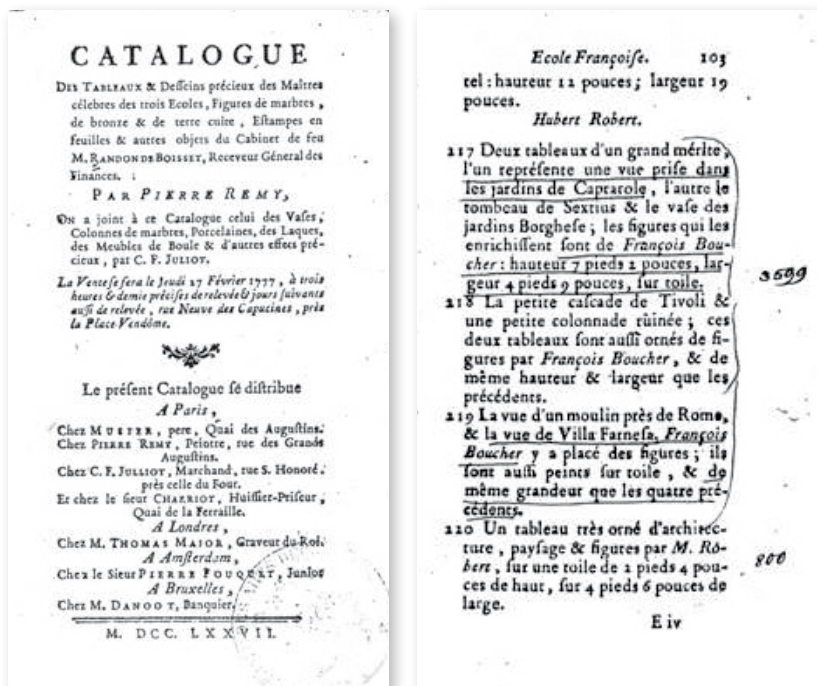 CATALOGUE
DES TABLEAUX & Desseins précieux des Maîtres
célebres des trois Ecoles, Figures de marbres,
de bronze & de terre cuite, Estampes en
feuilles & autres objets du Cabinet de feu
M. RANDON DE BOISSET, Receveur Géneral des
Finances.
PAR PIERRE REMY,
ON a joint à ce Catalogue celui des Vases,
Colonnes de marbres, Porcelaines, des Laques,
des Meubles de Boule & d'autres effets pré-
cieux, par C. F. JULIOT.
La Vente se fera le Jeudi 27 Février 1777, à trois
heures & demie précises de relevée & jours suivants
aussi de relevée, rue Neuve des Capucines, près
la Place Vendôme.
Le présent Catalogue se distribue
A Paris,
Chez MUSIER, pere, Quai des Augustins.
Chez PIERRE REMY, Peintre, rue des Grands
Augustins.
Chez C. F. JULLIOT, Marchand, rue S. Honoré.
près celle du Four.
Et chez le sieur CHARIOT, Huissier-Priseur,
Quai de la Ferraille.
A Londres,
Chez M. THOMAS MAJOR, Graveur du Roi.
A Amsterdam,
Chez le Sieur PIERRE FOUQUET, Junior
A Bruxelles,
Chez M. DANOOT, Banquier.
M. DCC. LXXVII.
Ecole Françoise. 103
tel : hauteur 12 pouces ; largeur 19
pouces.
Hubert Robert.
217 Deux tableaux d'un grand mérite,
l'un représente une vue prise dans
les jardins de Caprarole, l'autre le
tombeau de Sextius & le vase des
jardins Borghese ; les figures qui les
enrichissent sont de François Bou-
cher : hauteur 7 pieds 2 pouces, lar-
geur 4 pieds 9 pouces, sur toile.
3599
218 La petite cascade de Tivoli &
une petite colonnade ruinée ; ces
deux tableaux sont aussi ornés de fi-
gures par François Boucher, & de
même hauteur & largeur que les
précédents.
219 La vue d'un moulin près de Rome,
& la vue de Villa Farnesa, François
Boucher y a placé des figures ; ils
sont aussi peints sur toile, & de
même grandeur que les quatre pré-
cédents.
220 Un tableau très orné d'architec-
ture, paysage & figures par M. Ro-
bert, sur une toile de 2 pieds 4 pou-
ces de haut, sur 4 pieds 6 pouces de
large.
800
E iv